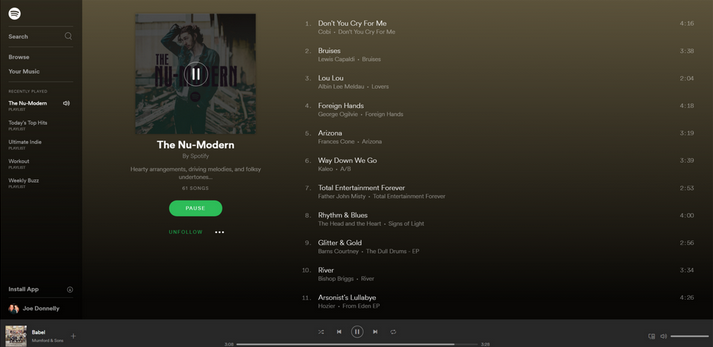 Search
Browse
Your Music
RECENTLY PLAYED
The Nu-Modern
PLAYLIST
Today's Top Hits
PLAYLIST
Ultimate Indie
PLAYLIST
Workout
PLAYLIST
Weekly Buzz
PLAYLIST
Install App
Joe Donnelly
THE
NU-MODERN
The Nu-Modern
By Spotify
Hearty arrangements, driving melodies, and folkey
undertones...
61 SONGS
PAUSE
UNFOLLOW
1. Don't You Cry For Me 4:16
Cobi • Don't You Cry For Me
2. Bruises 3:38
Lewis Capaldi • Bruises
3. Lou Lou 2:04
Albin Lee Meldau • Lovers
4. Foreign Hands 4:18
George Ogilvie • Foreign Hands
5. Arizona 3:19
Frances Cone • Arizona
6. Way Down We Go 3:39
Kaleo • A/B
7. Total Entertainment Forever 2:53
Father John Misty • Total Entertainment Forever
8. Rhythm & Blues 4:00
The Head and the Heart • Signs of Light
9. Glitter & Gold 2:56
Barns Courtney • The Dull Drums - EP
10. River 3:34
Bishop Briggs • River
11. Arsonist's Lullabye 4:26
Hozier • From Eden EP
Babel
Mumford & Sons